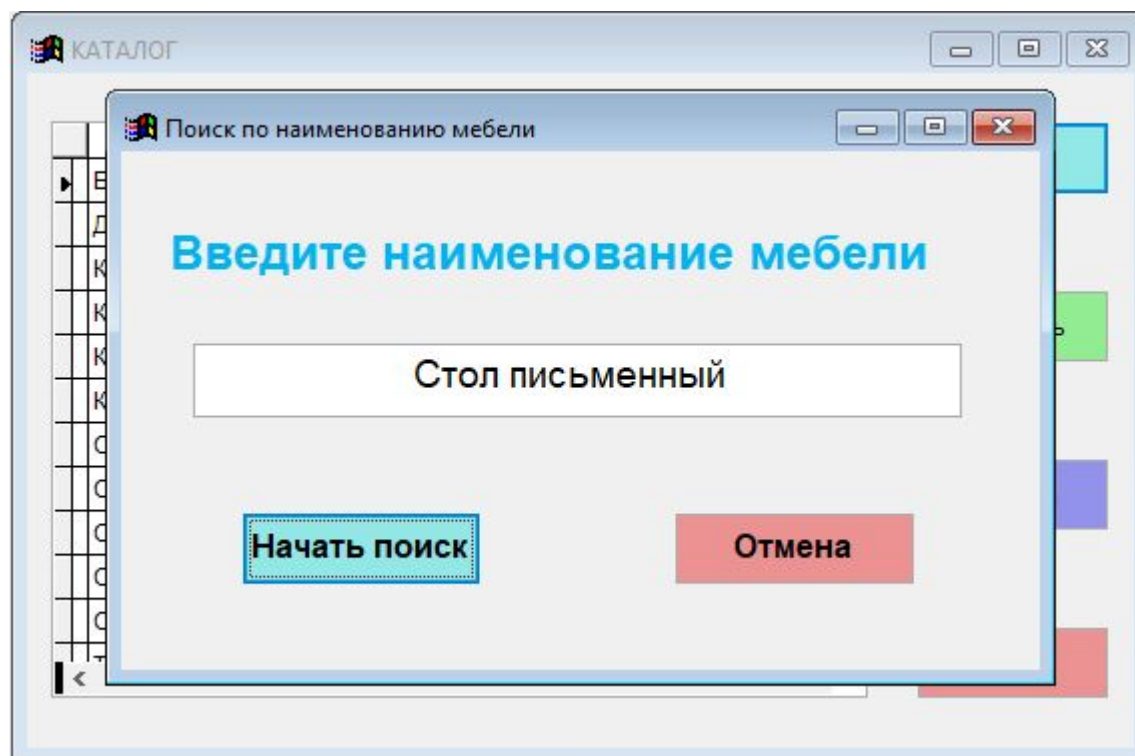 КАТАЛОГ
Поиск по наименованию мебели
Введите наименование мебели
Стол письменный
Начать поиск
Отмена